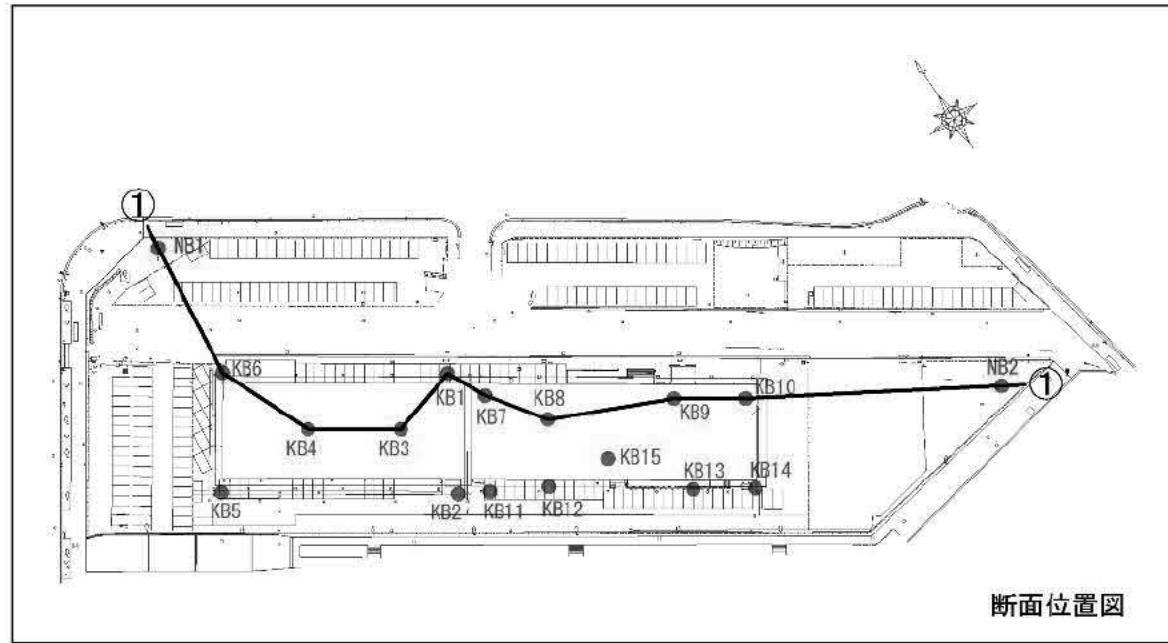 ①
NB1
KB6
KB1
KB7
KB8
KB9
KB10
NB2
①
KB4
KB3
KB15
KB5
KB2
KB11
KB12
KB13
KB14
断面位置図